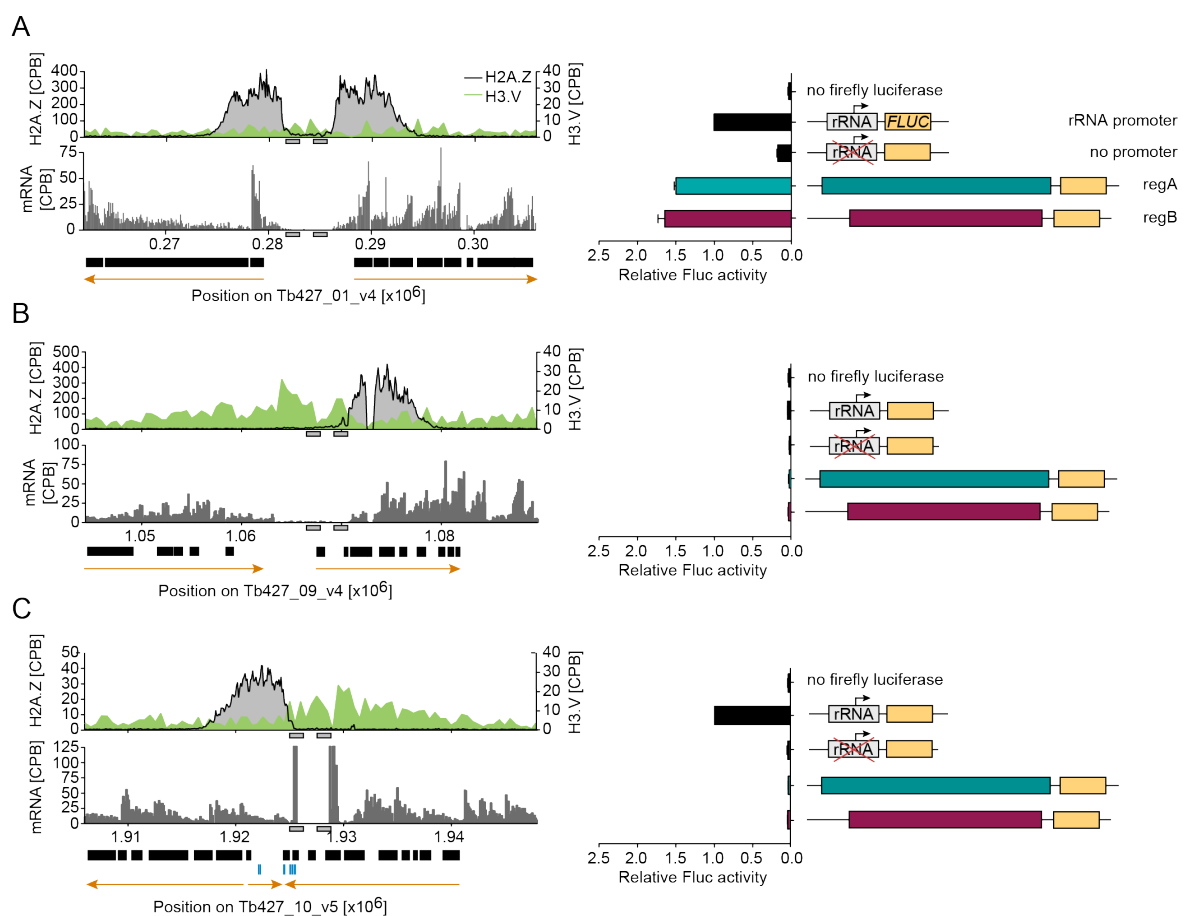 A
H2A.Z [CPB]
400
300
200
100
0
H2A.Z
H3.V
40
30
20
10
0
H3.V [CPB]
mRNA
[CPB]
75
50
25
0
0.27 0.28 0.29 0.30
Position on Tb427_01_v4 [x10⁶]
no firefly luciferase
rRNA FLUC rRNA promoter
rRNA no promoter
regA
regB
2.5 2.0 1.5 1.0 0.5 0.0
Relative Fluc activity
B
H2A.Z [CPB]
500
400
300
200
100
0
40
30
20
10
0
H3.V [CPB]
mRNA
[CPB]
100
75
50
25
0
1.05 1.06 1.08
Position on Tb427_09_v4 [x10⁶]
no firefly luciferase
rRNA
rRNA
2.5 2.0 1.5 1.0 0.5 0.0
Relative Fluc activity
C
H2A.Z [CPB]
50
40
30
20
10
0
40
30
20
10
0
H3.V [CPB]
mRNA [CPB]
125
100
75
50
25
0
1.91 1.92 1.93 1.94
Position on Tb427_10_v5 [x10⁶]
no firefly luciferase
rRNA
rRNA
2.5 2.0 1.5 1.0 0.5 0.0
Relative Fluc activity